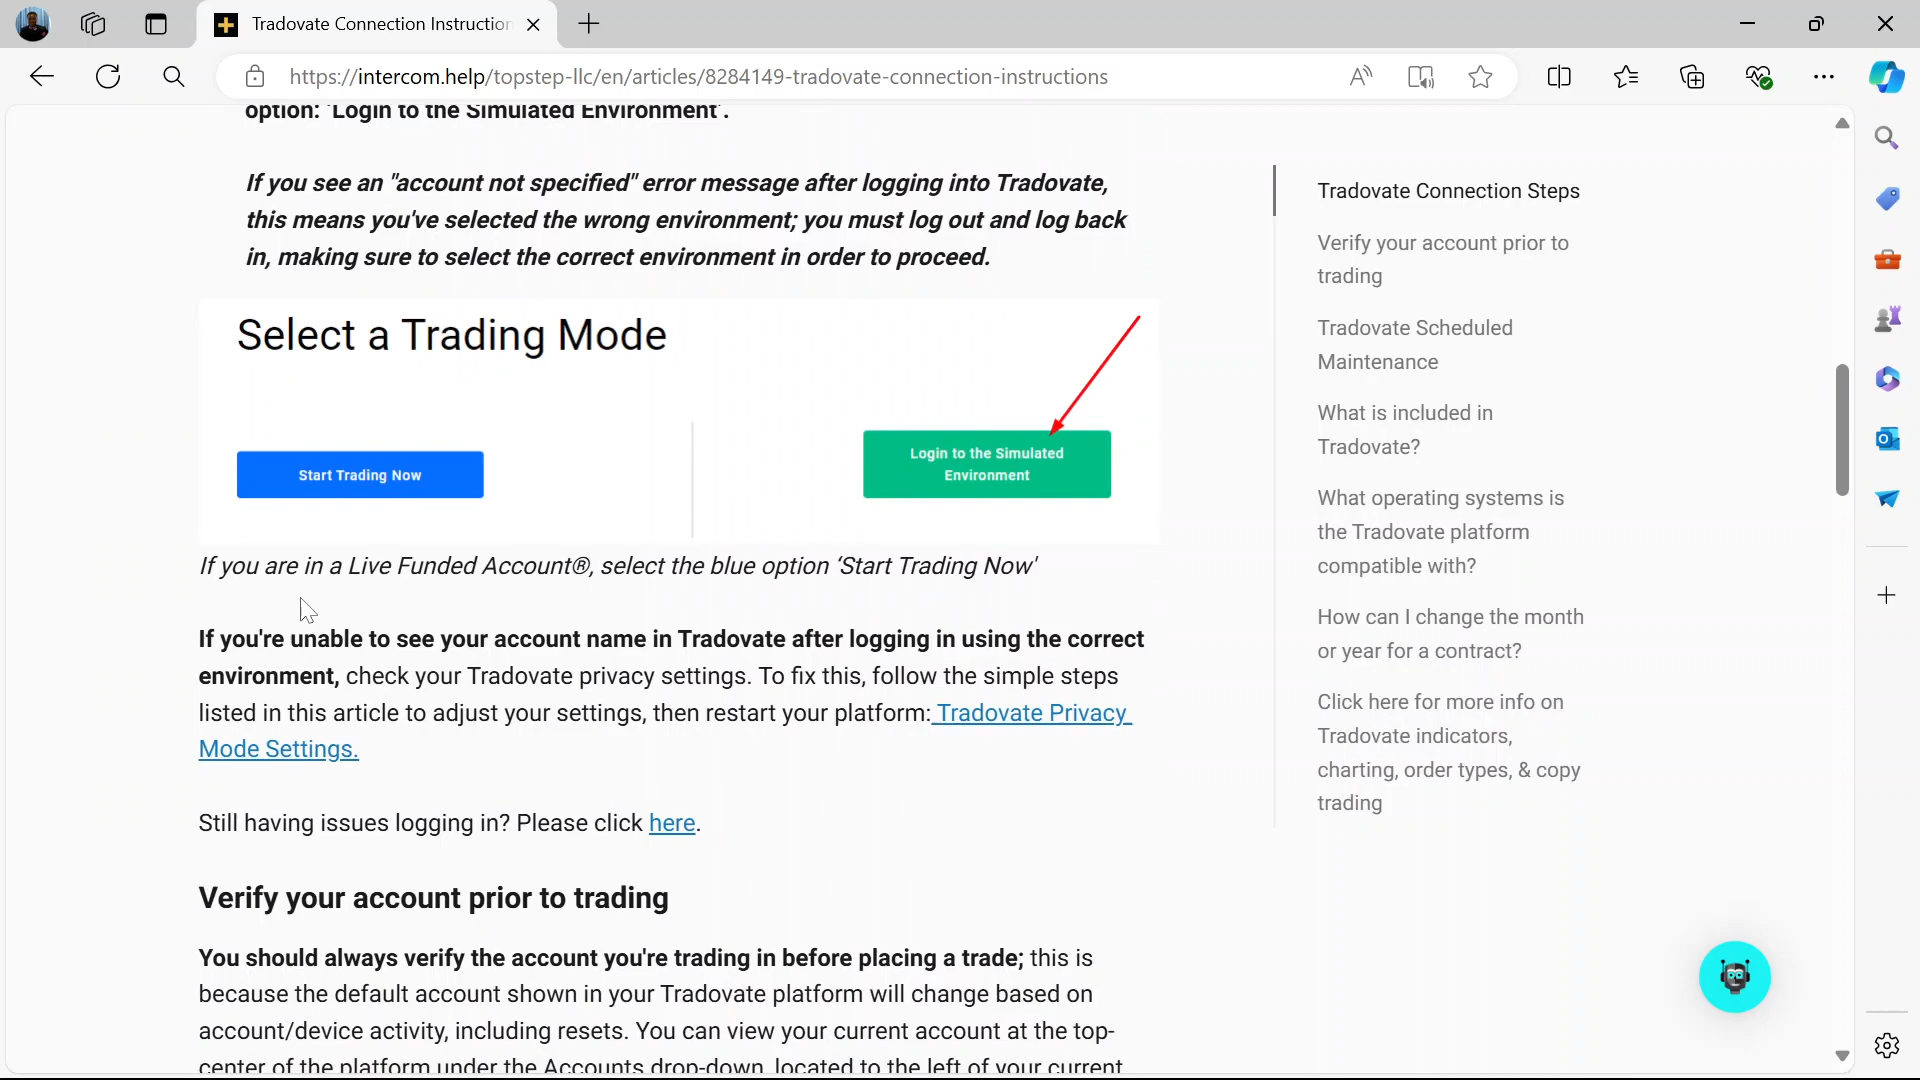 Tradovate Connection Instruction
https://intercom.help/topstep-llc/en/articles/8284149-tradovate-connection-instructions
option: 'Login to the Simulated Environment'.
If you see an "account not specified" error message after logging into Tradovate,
this means you've selected the wrong environment; you must log out and log back
in, making sure to select the correct environment in order to proceed.
Select a Trading Mode
Start Trading Now
Login to the Simulated
Environment
If you are in a Live Funded Account®, select the blue option ‘Start Trading Now'
If you're unable to see your account name in Tradovate after logging in using the correct
environment, check your Tradovate privacy settings. To fix this, follow the simple steps
listed in this article to adjust your settings, then restart your platform: Tradovate Privacy
Mode Settings.
Still having issues logging in? Please click here.
Verify your account prior to trading
You should always verify the account you're trading in before placing a trade; this is
because the default account shown in your Tradovate platform will change based on
account/device activity, including resets. You can view your current account at the top-
center of the platform under the Accounts drop-down, located to the left of your current
Tradovate Connection Steps
Verify your account prior to
trading
Tradovate Scheduled
Maintenance
What is included in
Tradovate?
What operating systems is
the Tradovate platform
compatible with?
How can I change the month
or year for a contract?
Click here for more info on
Tradovate indicators,
charting, order types, & copy
trading